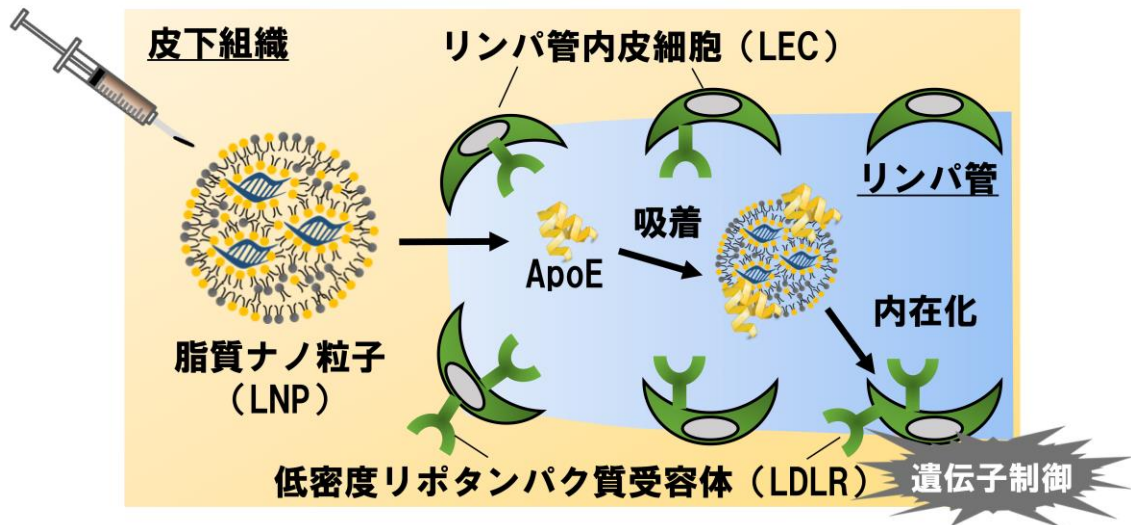 皮下組織
リンパ管内皮細胞（LEC）
リンパ管
吸着
ApoE
内在化
脂質ナノ粒子
（LNP）
低密度リポタンパク質受容体（LDLR）
遺伝子制御